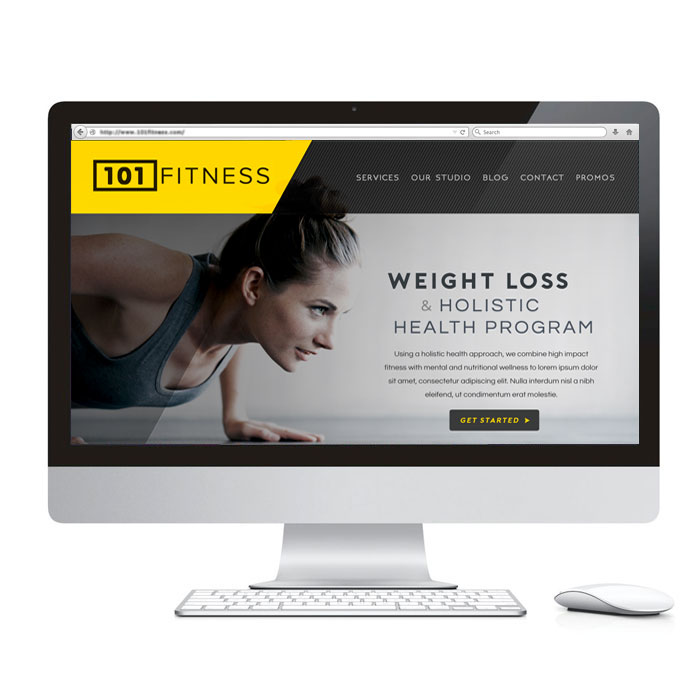 http://www.101fitness.com/
Search
101 FITNESS
SERVICES OUR STUDIO BLOG CONTACT PROMOS
WEIGHT LOSS
& HOLISTIC
HEALTH PROGRAM
Using a holistic health approach, we combine high impact
fitness with mental and nutritional wellness to lorem ipsum dolor
sit amet, consectetur adipiscing elit. Nulla interdum nisl a nibh
eleifend, ut condimentum erat molestie.
GET STARTED